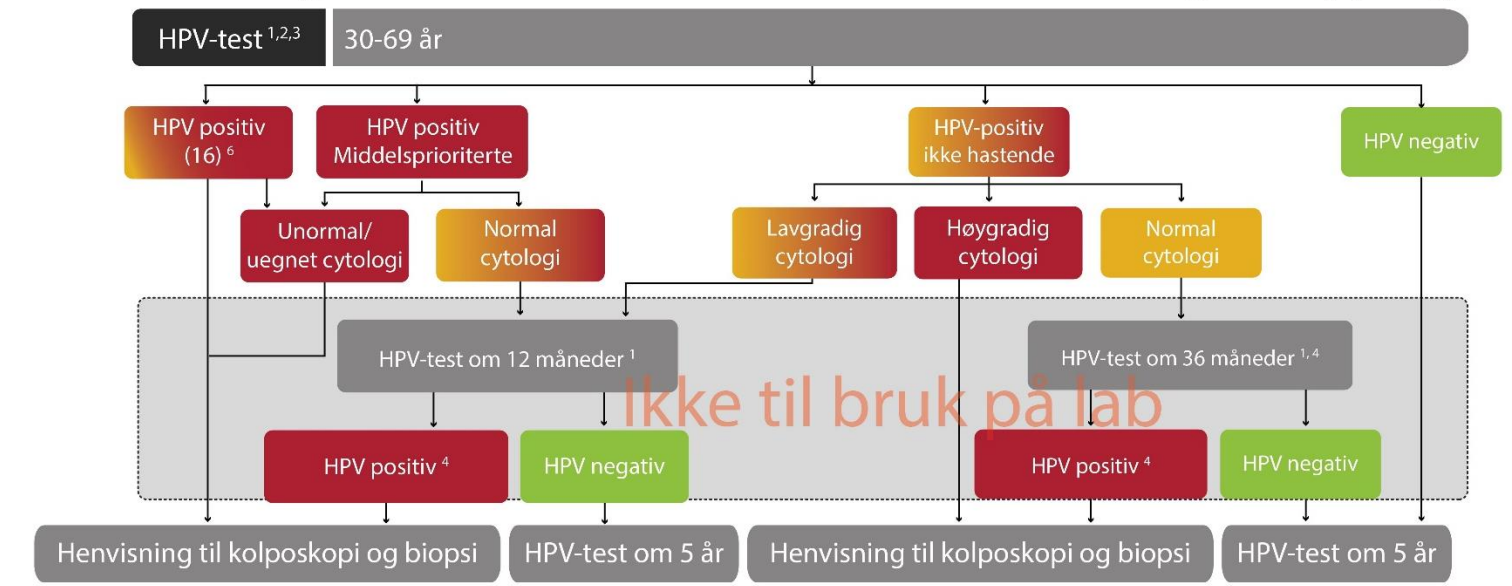 HPV-test 1,2,3
30-69 år
HPV positiv
(16) 6
HPV positiv
Middelsprioriterte
HPV-positiv
ikke hastende
HPV negativ
Unormal/
uegnet cytologi
Normal
cytologi
Lavgradig
cytologi
Høygradig
cytologi
Normal
cytologi
HPV-test om 12 måneder 1
HPV-test om 36 måneder 1, 4
Ikke til bruk på lab
HPV positiv 4
HPV negativ
HPV positiv 4
HPV negativ
Henvisning til kolposkopi og biopsi
HPV-test om 5 år
Henvisning til kolposkopi og biopsi
HPV-test om 5 år